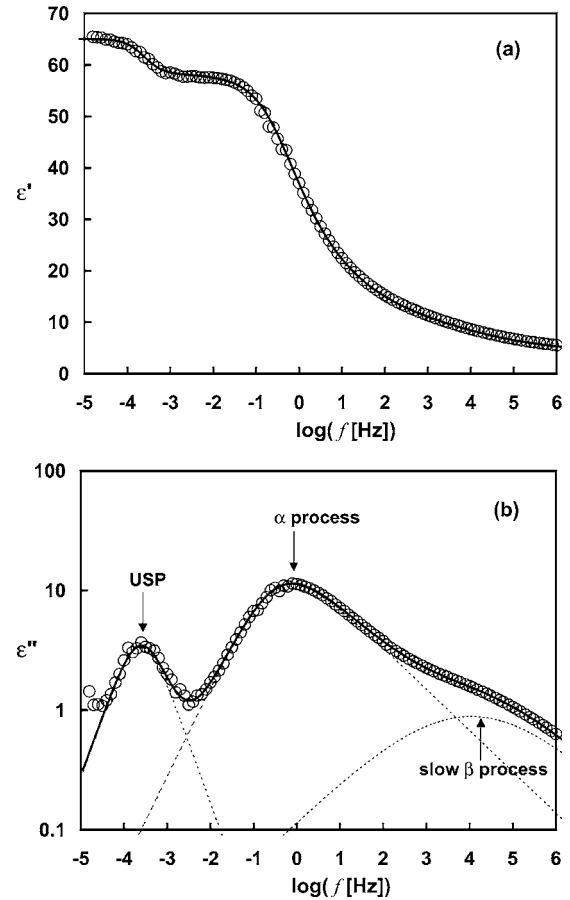 (a)
70
60
50
40
30
20
10
0
ε'
-5 -4 -3 -2 -1 0 1 2 3 4 5 6
log(f [Hz])
(b)
100
10
1
0.1
ε"
α process
USP
slow β process
-5 -4 -3 -2 -1 0 1 2 3 4 5 6
log(f [Hz])